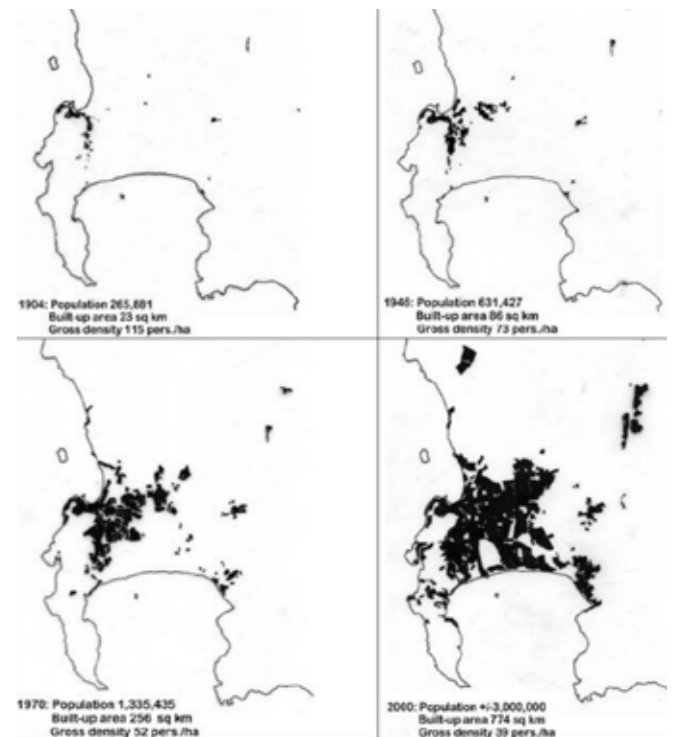 1904: Population 265,881
Built-up area 23 sq km
Gross density 115 pers./ha
1946: Population 631,427
Built-up area 86 sq km
Gross density 73 pers./ha
1970: Population 1,335,435
Built-up area 256 sq km
Gross density 52 pers./ha
2000: Population +/-3,000,000
Built-up area 774 sq km
Gross density 39 pers./ha